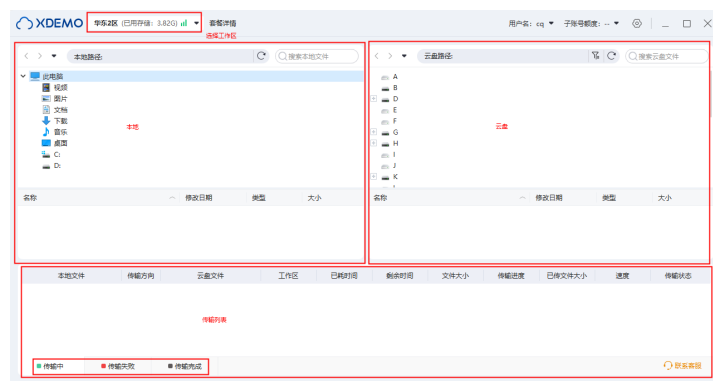 XDEMO 华东2区 (已用存储: 3.82G) 套餐详情 用户名: cq 子账号额度: --
选择工作区
本地路径: 搜索本地文件
此电脑
视频
图片
文档
下载
音乐
桌面
C:
D:
本地
名称 修改日期 类型 大小
云盘路径: 搜索云盘文件
A
B
D
E
F
G
H
I
J
K
云盘
名称 修改日期 类型 大小
本地文件 传输方向 云盘文件 工作区 已耗时间 剩余时间 文件大小 传输进度 已传文件大小 速度 传输状态
传输列表
传输中 传输失败 传输完成 联系客服